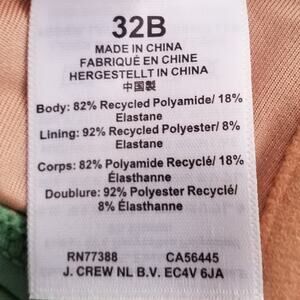 32B
MADE IN CHINA
FABRIQUÉ EN CHINE
HERGESTELLT IN CHINA
中国製
Body: 82% Recycled Polyamide/ 18%
Elastane
Lining: 92% Recycled Polyester/ 8%
Elastane
Corps: 82% Polyamide Recyclé/ 18%
Élasthanne
Doublure: 92% Polyester Recyclé/
8% Élasthanne
RN77388 CA56445
J. CREW NL B.V. EC4V 6JA